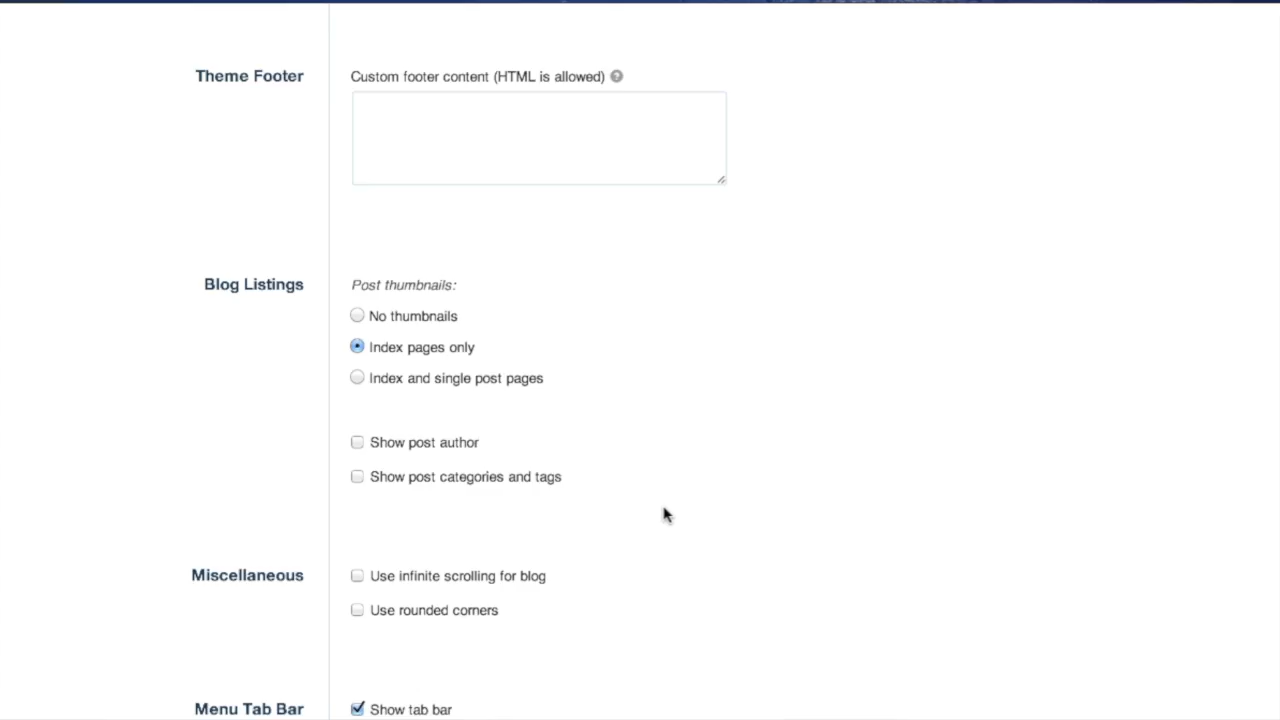 Theme Footer
Custom footer content (HTML is allowed) ?
Blog Listings
Post thumbnails:
No thumbnails
Index pages only
Index and single post pages
Show post author
Show post categories and tags
Miscellaneous
Use infinite scrolling for blog
Use rounded corners
Menu Tab Bar
Show tab bar